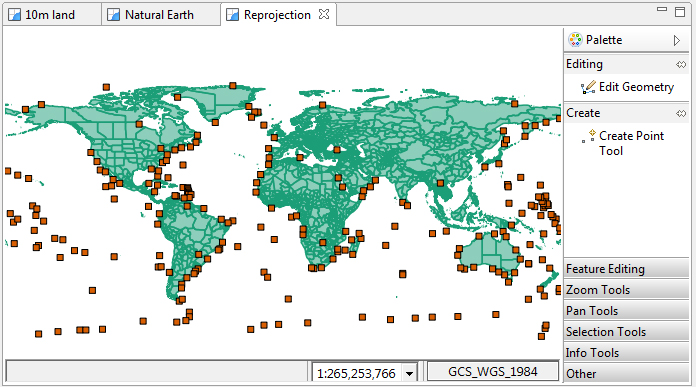 10m land
Natural Earth
Reprojection
Palette
Editing
Edit Geometry
Create
Create Point
Tool
Feature Editing
Zoom Tools
Pan Tools
Selection Tools
Info Tools
Other
1:265,253,766
GCS_WGS_1984